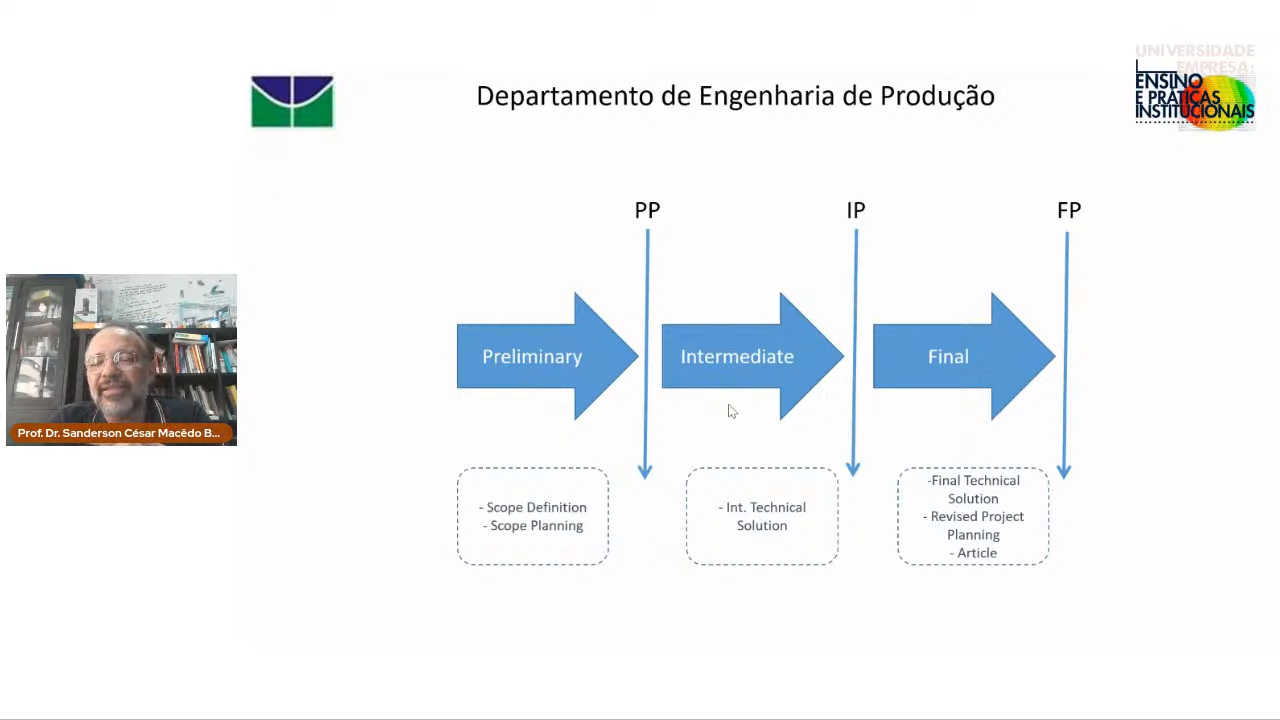 UNIVERSIDADE
EMPRESA:
ENSINO
E PRÁTICAS
INSTITUCIONAIS
Departamento de Engenharia de Produção
PP
IP
FP
Preliminary
Intermediate
Final
Prof. Dr. Sanderson César Macêdo B...
- Scope Definition
- Scope Planning
- Int. Technical
Solution
-Final Technical
Solution
- Revised Project
Planning
- Article